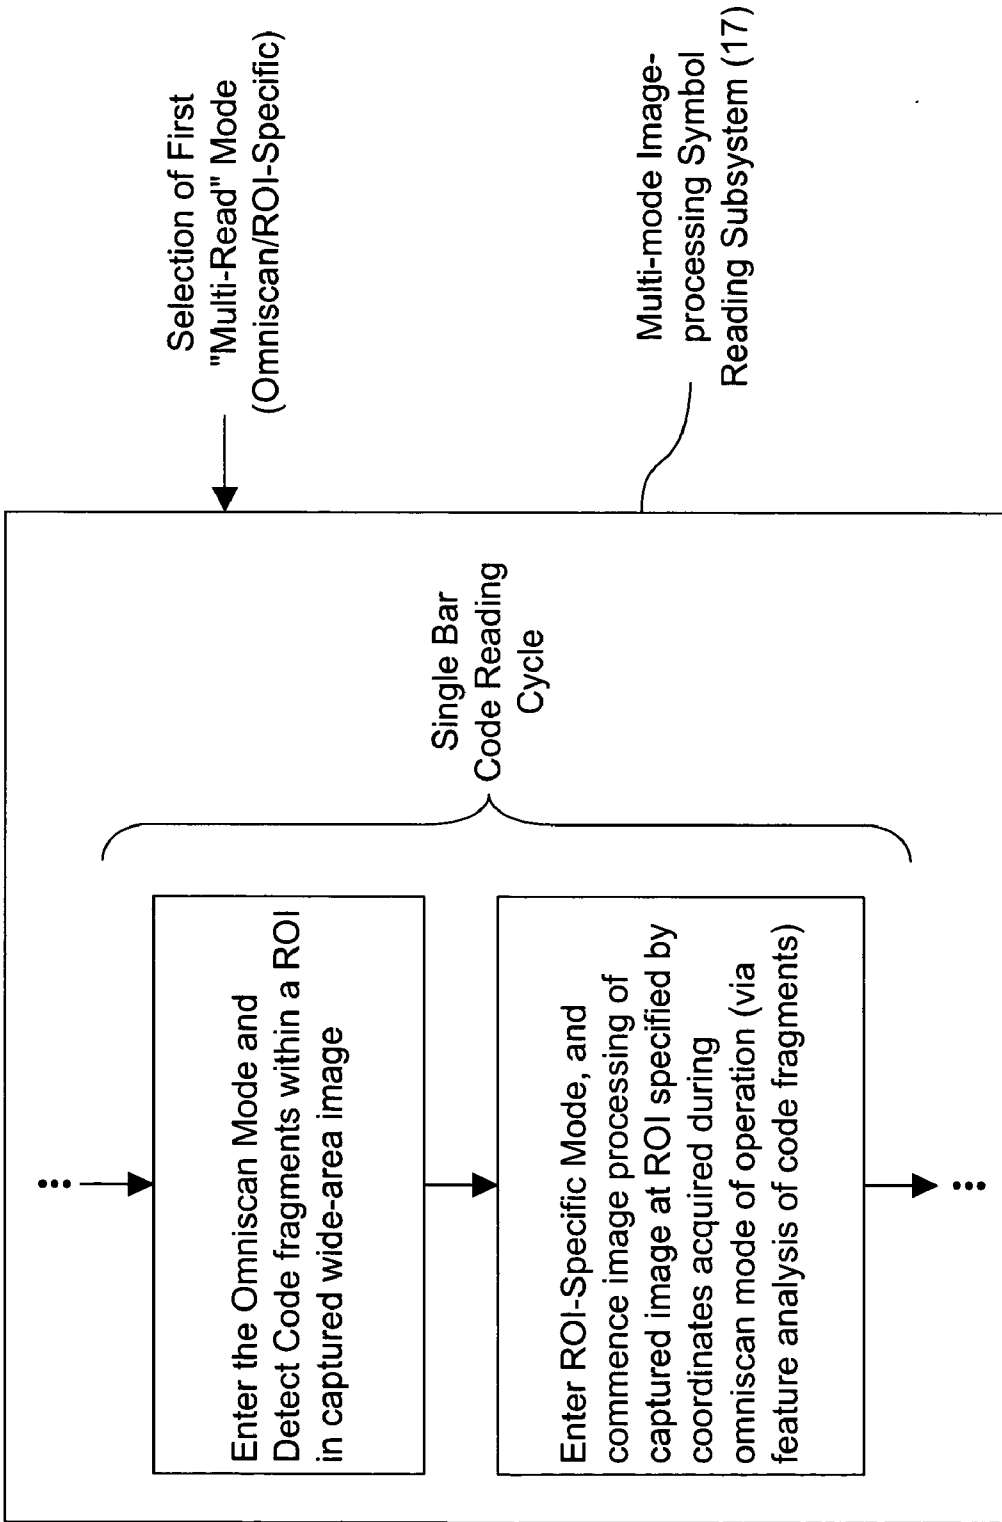 Selection of First
"Multi-Read" Mode
(Omniscan/ROI-Specific)
Multi-mode Image-
processing Symbol
Reading Subsystem (17)
Single Bar
Code Reading
Cycle
•••
Enter the Omniscan Mode and
Detect Code fragments within a ROI
in captured wide-area image
Enter ROI-Specific Mode, and
commence image processing of
captured image at ROI specified by
coordinates acquired during
omniscan mode of operation (via
feature analysis of code fragments)
•••